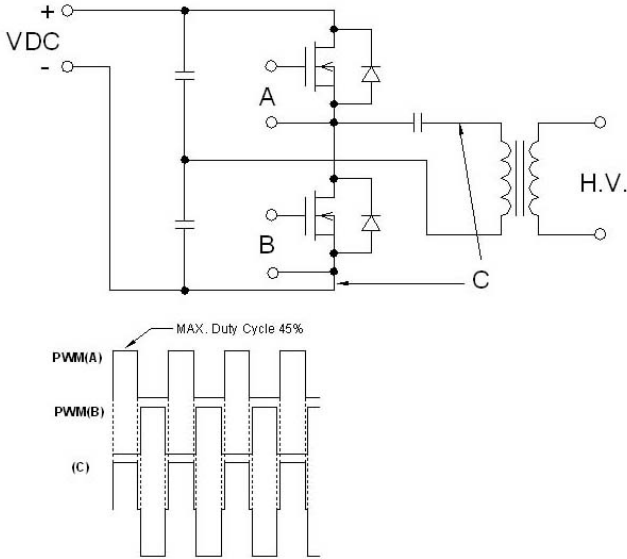 +
VDC
-
A
H.V.
B
C
MAX. Duty Cycle 45%
PWM(A)
PWM(B)
(C)